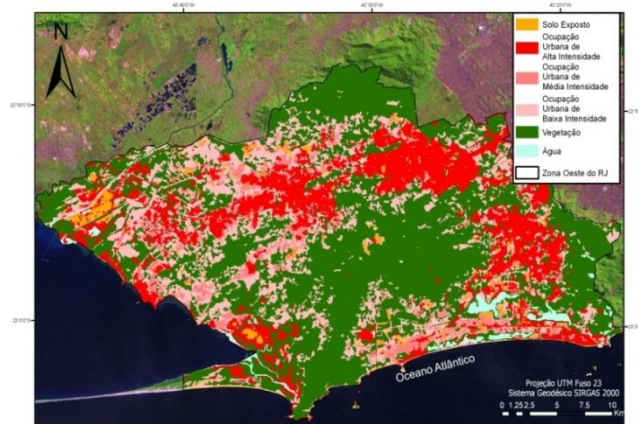 N
Solo Exposto
Ocupação
Urbana de
Alta Intensidade
Ocupação
Urbana de
Média Intensidade
Ocupação
Urbana de
Baixa Intensidade
Vegetação
Água
Zona Oeste do RJ
Oceano Atlântico
Projeção UTM Fuso 23
Sistema Geodésico SIRGAS 2000
0 1.252.5 5 7.5 10
Km